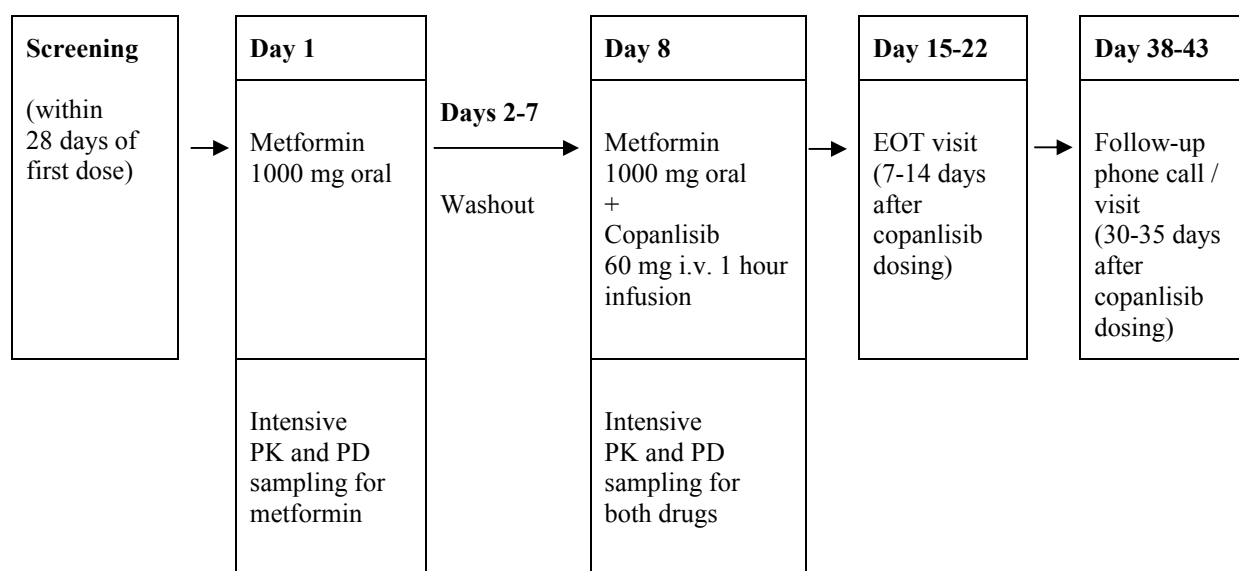 Screening
(within
28 days of
first dose)
Day 1
Metformin
1000 mg oral
Intensive
PK and PD
sampling for
metformin
Days 2-7
Washout
Day 8
Metformin
1000 mg oral
+
Copanlisib
60 mg i.v. 1 hour
infusion
Intensive
PK and PD
sampling for
both drugs
Day 15-22
EOT visit
(7-14 days
after
copanlisib
dosing)
Day 38-43
Follow-up
phone call /
visit
(30-35 days
after
copanlisib
dosing)